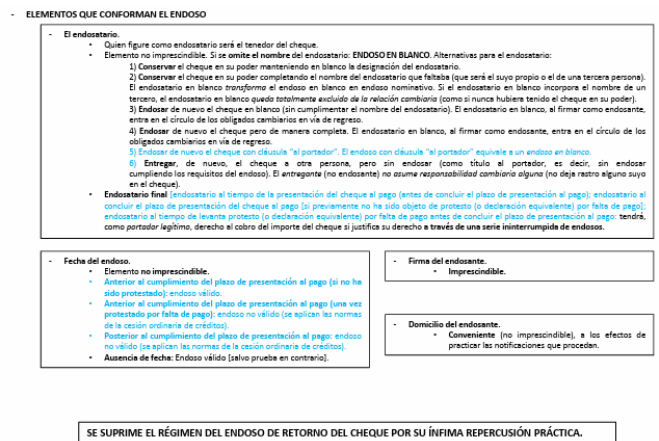 - ELEMENTOS QUE CONFORMAN EL ENDOSO
- El endosatario.
• Quien figure como endosatario será el tenedor del cheque.
• Elemento no imprescindible. Si se omite el nombre del endosatario: ENDOSO EN BLANCO. Alternativas para el endosatario:
1) Conservar el cheque en su poder manteniendo en blanco la designación del endosatario.
2) Conservar el cheque en su poder completando el nombre del endosatario que faltaba (que será el suyo propio o el de una tercera persona).
El endosatario en blanco transforma el endoso en blanco en endoso nominativo. Si el endosatario en blanco incorpora el nombre de un
tercero, el endosatario en blanco queda totalmente excluido de la relación cambiaria (como si nunca hubiera tenido el cheque en su poder).
3) Endosar de nuevo el cheque en blanco (sin cumplimentar el nombre del endosatario). El endosatario en blanco, al firmar como endosante,
entra en el círculo de los obligados cambiarios en vía de regreso.
4) Endosar de nuevo el cheque pero de manera completa. El endosatario en blanco, al firmar como endosante, entra en el círculo de los
obligados cambiarios en vía de regreso.
5) Endosar de nuevo el cheque con cláusula "al portador". El endoso con cláusula "al portador" equivale a un endoso en blanco.
6) Entregar, de nuevo, el cheque a otra persona, pero sin endosar (como título al portador, es decir, sin endosar
cumpliendo los requisitos del endoso). El entregante (no endosante) no asume responsabilidad cambiaria alguna (no deja rastro alguno suyo
en el cheque).
• Endosatario final [endosatario al tiempo de la presentación del cheque al pago (antes de concluir el plazo de presentación al pago); endosatario al
concluir el plazo de presentación del cheque al pago [si previamente no ha sido objeto de protesto (o declaración equivalente) por falta de pago];
endosatario al tiempo de levanta protesto (o declaración equivalente) por falta de pago antes de concluir el plazo de presentación al pago: tendrá,
como portador legítimo, derecho al cobro del importe del cheque si justifica su derecho a través de una serie ininterrumpida de endosos.
- Fecha del endoso.
• Elemento no imprescindible.
• Anterior al cumplimiento del plazo de presentación al pago (si no ha
sido protestado): endoso válido.
• Anterior al cumplimiento del plazo de presentación al pago (una vez
protestado por falta de pago): endoso no válido (se aplican las normas
de la cesión ordinaria de créditos).
• Posterior al cumplimiento del plazo de presentación al pago: endoso
no válido (se aplican las normas de la cesión ordinaria de créditos).
• Ausencia de fecha: Endoso válido [salvo prueba en contrario].
- Firma del endosante.
• Imprescindible.
- Domicilio del endosante.
• Conveniente (no imprescindible), a los efectos de
practicar las notificaciones que procedan.
SE SUPRIME EL RÉGIMEN DEL ENDOSO DE RETORNO DEL CHEQUE POR SU ÍNFIMA REPERCUSIÓN PRÁCTICA.